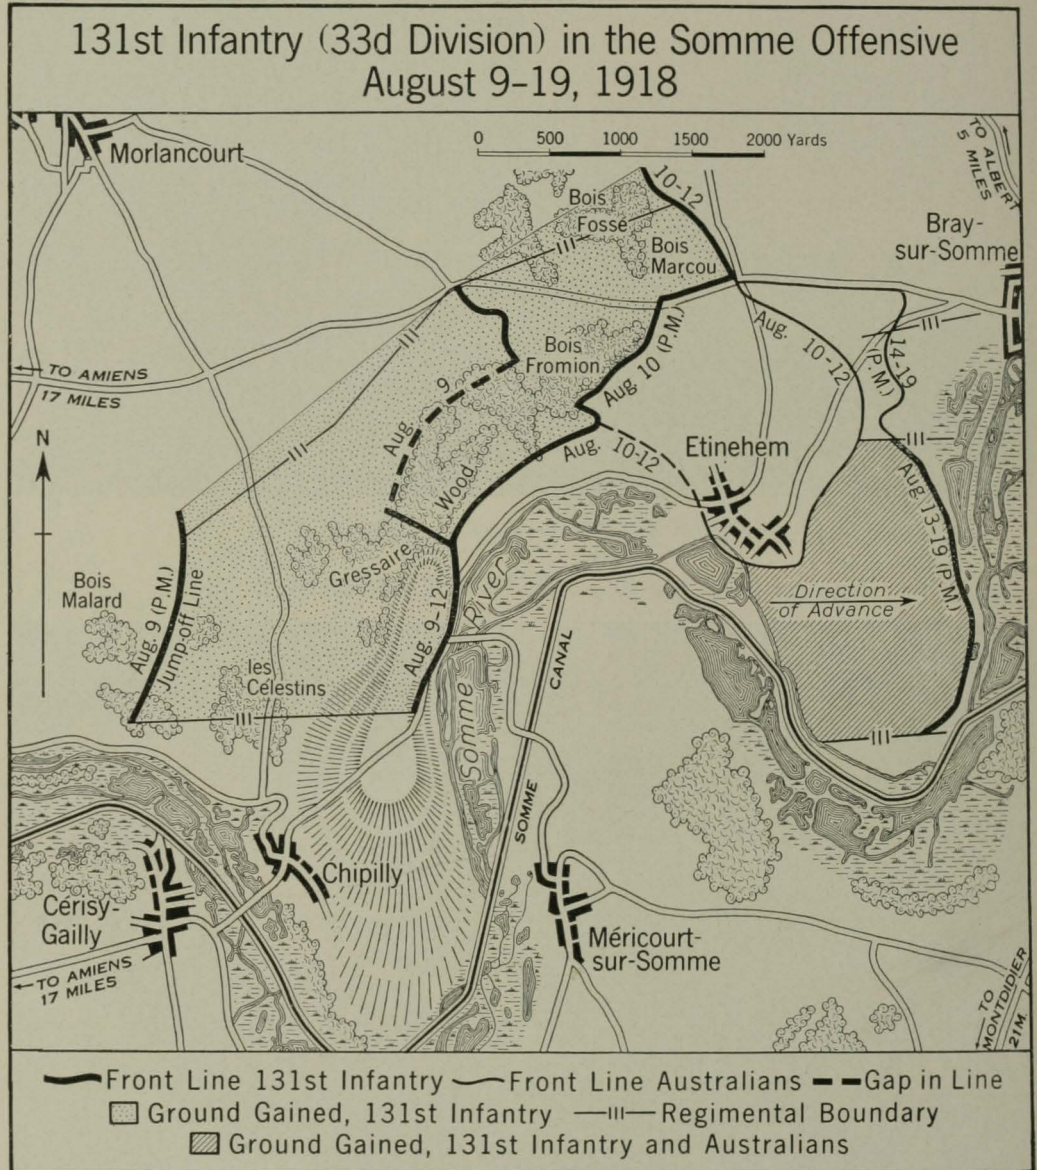 131st Infantry (33d Division) in the Somme Offensive
August 9–19, 1918
0 500 1000 1500 2000 Yards
Morlancourt
TO ALBERT
5 MILES
10-12
Bois
Fosse
Bray-
sur-Somme
Bois
Marcou
TO AMIENS
17 MILES
Bois
Fromion
Aug. 10 (P.M.)
Aug. 10-12
14-19
(P.M.)
Aug. 9
N
Aug. 10-12
Etinehem
Wood
Gressaire
Aug. 13-19 (P.M.)
Bois
Malard
Aug. 9 (P.M.)
Jump-off Line
Aug. 9-12
River
Direction
of Advance
les
Celestins
Somme
CANAL
SOMME
Chipilly
Cérisy-
Gailly
Méricourt-
sur-Somme
TO AMIENS
17 MILES
TO
MONTDIDIER
21 M.
Front Line 131st Infantry Front Line Australians Gap in Line
Ground Gained, 131st Infantry Regimental Boundary
Ground Gained, 131st Infantry and Australians